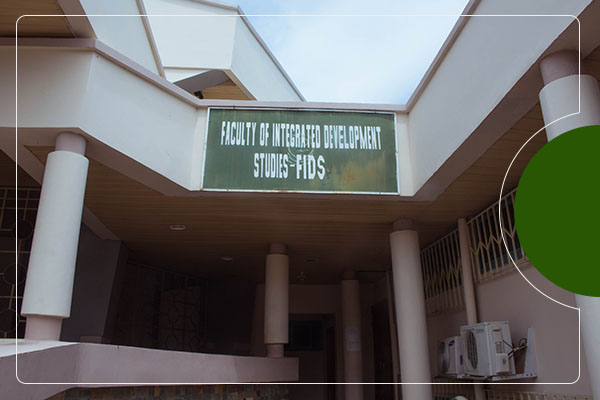 FACULTY OF INTEGRATED DEVELOPMENT
STUDIES-FIDS